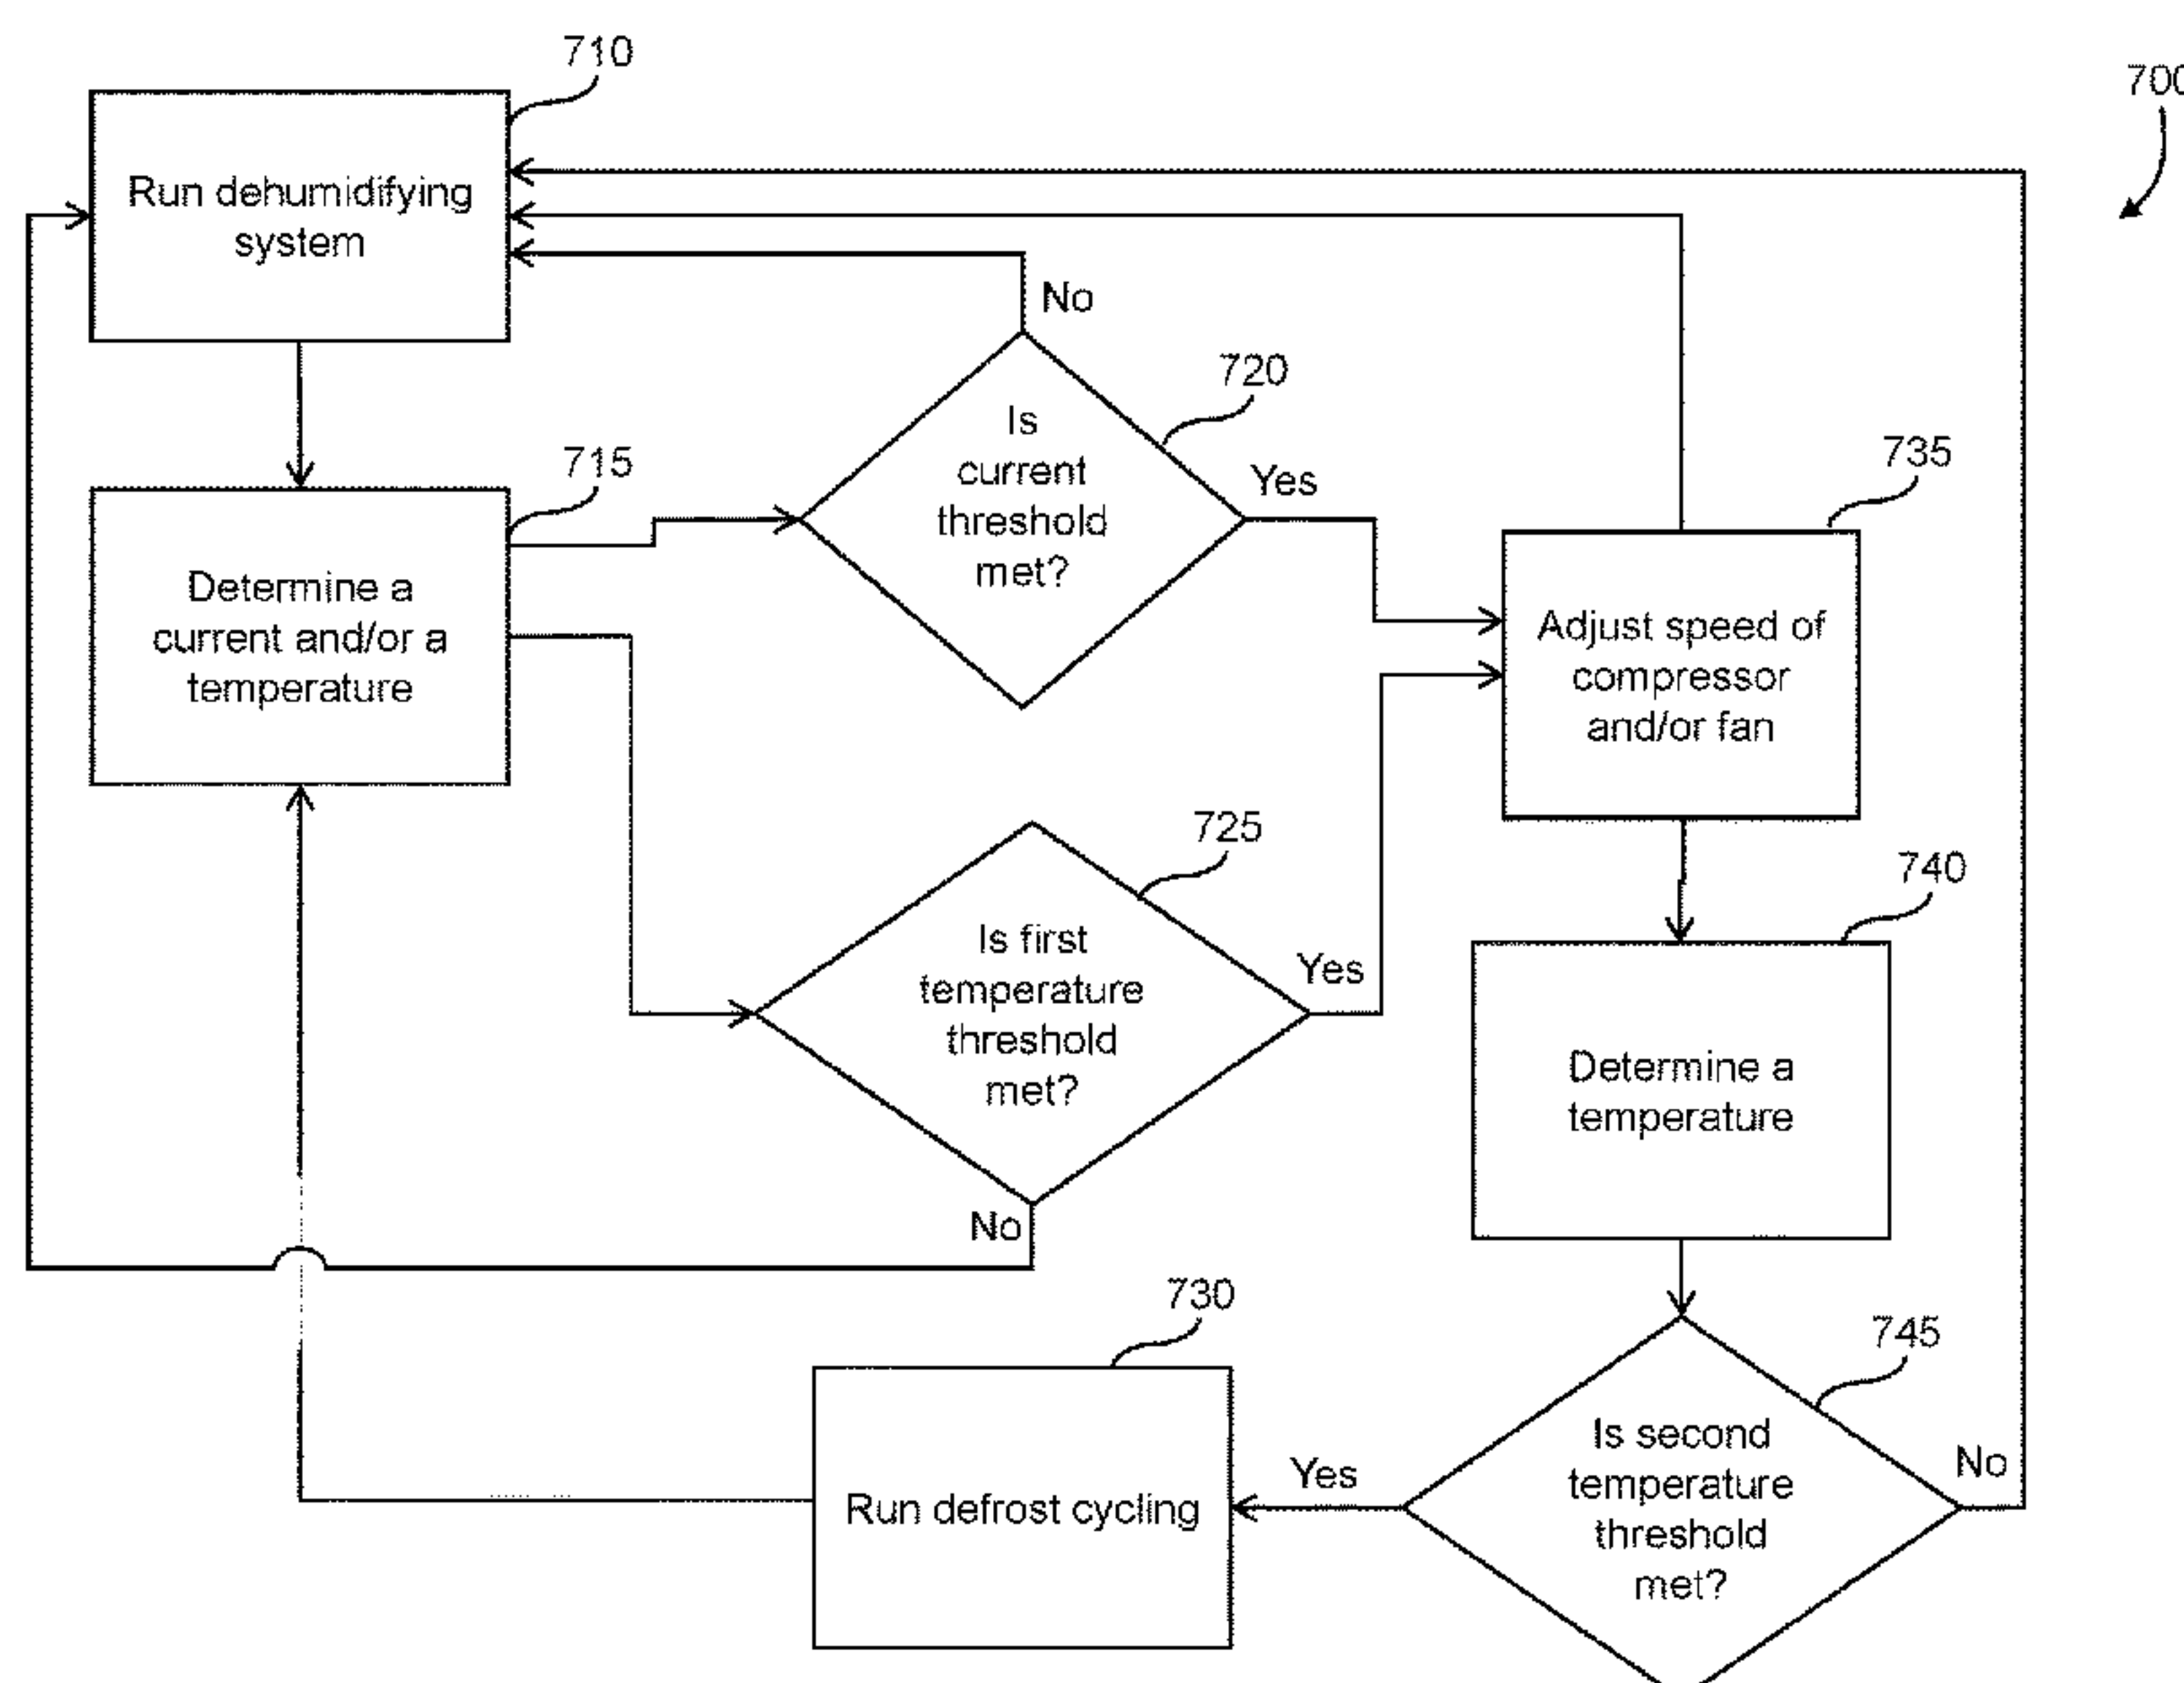 710
700
Run dehumidifying
system
No
720
Is
current
threshold
met?
Yes
715
735
Determine a
current and/or a
temperature
Adjust speed of
compressor
and/or fan
725
740
Is first
temperature
threshold
met?
Yes
Determine a
temperature
No
730
745
Run defrost cycling
Yes
Is second
temperature
threshold
met?
No